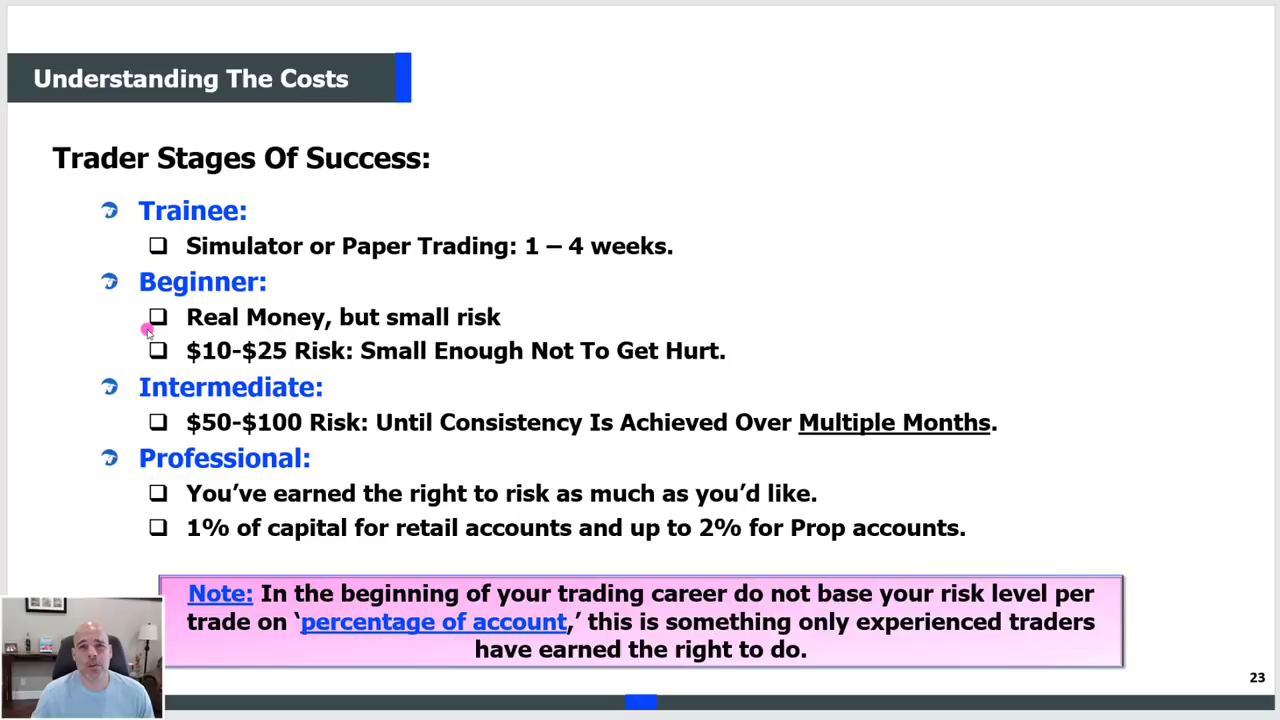 Understanding The Costs
Trader Stages Of Success:
Trainee:
Simulator or Paper Trading: 1 – 4 weeks.
Beginner:
Real Money, but small risk
$10-$25 Risk: Small Enough Not To Get Hurt.
Intermediate:
$50-$100 Risk: Until Consistency Is Achieved Over Multiple Months.
Professional:
You’ve earned the right to risk as much as you’d like.
1% of capital for retail accounts and up to 2% for Prop accounts.
Note: In the beginning of your trading career do not base your risk level per
trade on ‘percentage of account,’ this is something only experienced traders
have earned the right to do.
23